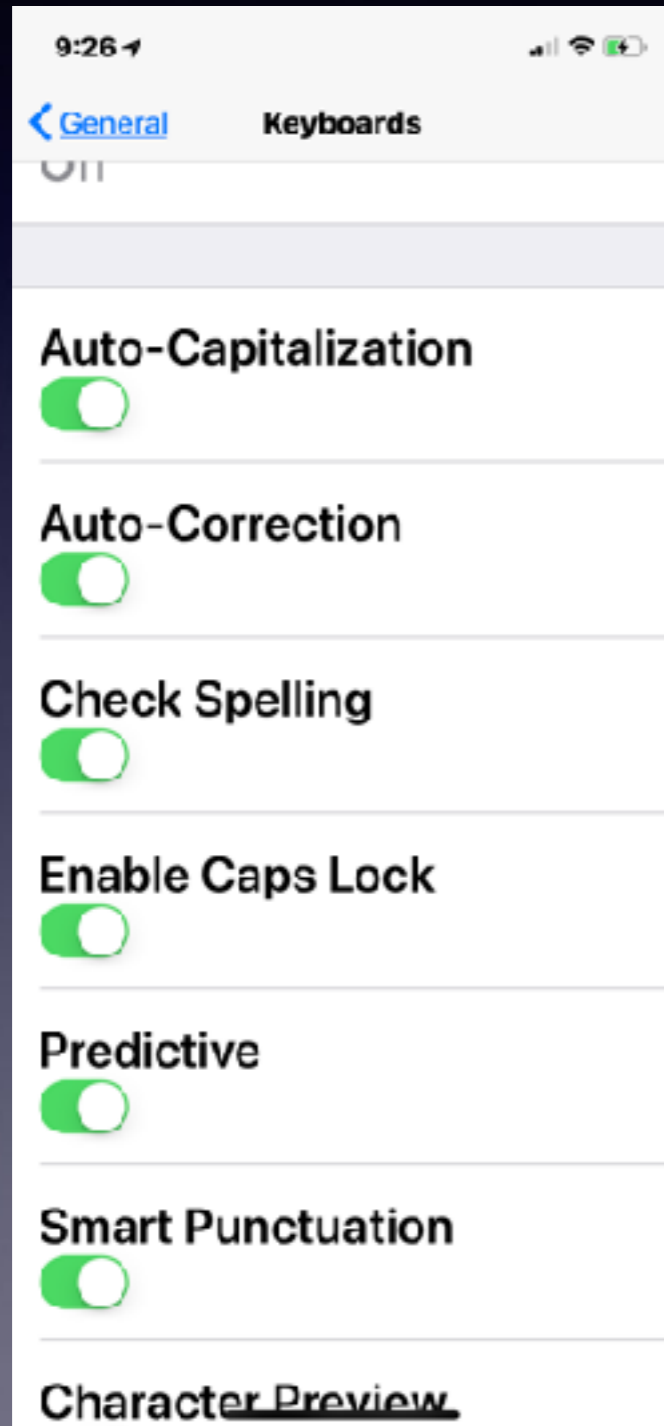 9:26
General Keyboards
Auto-Capitalization
Auto-Correction
Check Spelling
Enable Caps Lock
Predictive
Smart Punctuation
Character Preview